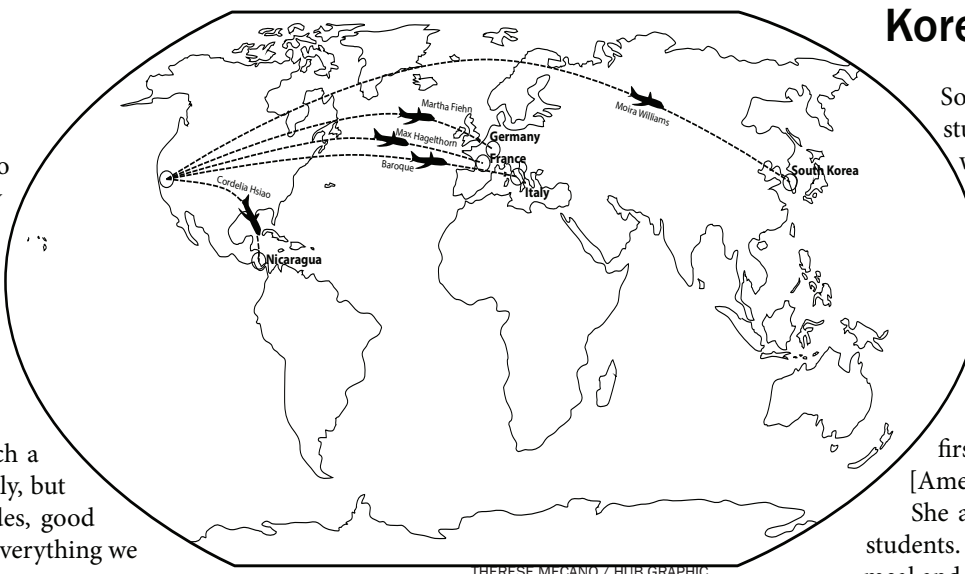 Kore
So
stu
w
o
Martha Fiehn
Moira Williams
Max Hagelthorn
Germany
France
Baroque
Italy
South Korea
Cordelia Hsiao
Nicaragua
ch a
ly, but
les, good
everything we
firs
[Ame
She a
students.
THERESE MECANO / HUB GRAPHIC